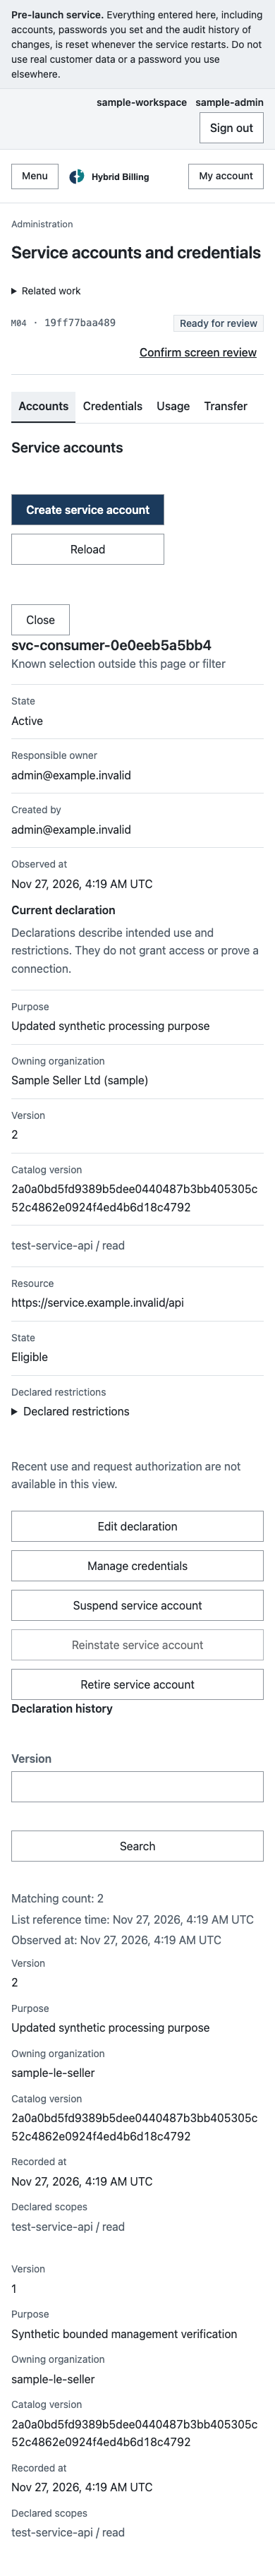 Pre-launch service. Everything entered here, including
accounts, passwords you set and the audit history of
changes, is reset whenever the service restarts. Do not
use real customer data or a password you use
elsewhere.
sample-workspace sample-admin
Sign out
Menu
Hybrid Billing
My account
Administration
Service accounts and credentials
Related work
M04 · 19ff77baa489
Ready for review
Confirm screen review
Accounts Credentials Usage Transfer
Service accounts
Create service account
Reload
Close
svc-consumer-0e0eeb5a5bb4
Known selection outside this page or filter
State
Active
Responsible owner
admin@example.invalid
Created by
admin@example.invalid
Observed at
Nov 27, 2026, 4:19 AM UTC
Current declaration
Declarations describe intended use and
restrictions. They do not grant access or prove a
connection.
Purpose
Updated synthetic processing purpose
Owning organization
Sample Seller Ltd (sample)
Version
2
Catalog version
2a0a0bd5fd9389b5dee0440487b3bb405305c
52c4862e0924f4ed4b6d18c4792
test-service-api / read
Resource
https://service.example.invalid/api
State
Eligible
Declared restrictions
Declared restrictions
Recent use and request authorization are not
available in this view.
Edit declaration
Manage credentials
Suspend service account
Reinstate service account
Retire service account
Declaration history
Version
Search
Matching count: 2
List reference time: Nov 27, 2026, 4:19 AM UTC
Observed at: Nov 27, 2026, 4:19 AM UTC
Version
2
Purpose
Updated synthetic processing purpose
Owning organization
sample-le-seller
Catalog version
2a0a0bd5fd9389b5dee0440487b3bb405305c
52c4862e0924f4ed4b6d18c4792
Recorded at
Nov 27, 2026, 4:19 AM UTC
Declared scopes
test-service-api / read
Version
1
Purpose
Synthetic bounded management verification
Owning organization
sample-le-seller
Catalog version
2a0a0bd5fd9389b5dee0440487b3bb405305c
52c4862e0924f4ed4b6d18c4792
Recorded at
Nov 27, 2026, 4:19 AM UTC
Declared scopes
test-service-api / read